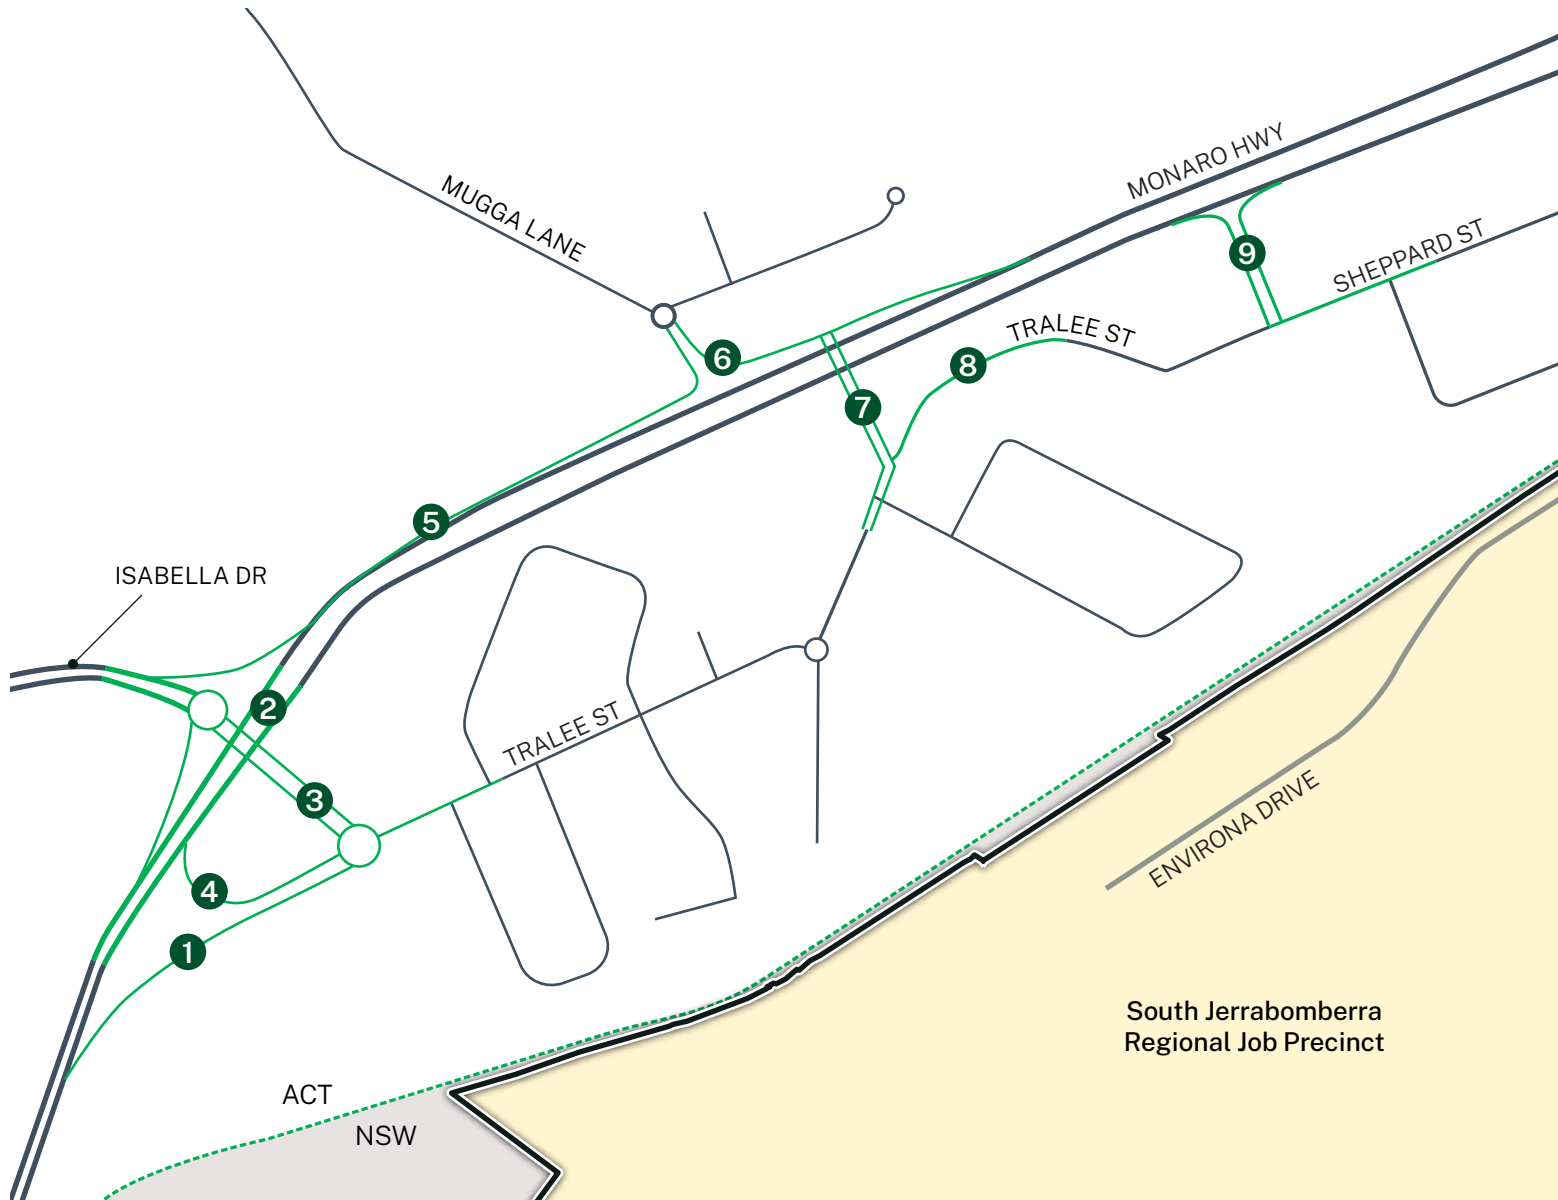 MONARO HWY
MUGGA LANE
9
SHEPPARD ST
TRALEE ST
6
8
7
5
ISABELLA DR
2
TRALEE ST
3
ENVIRONA DRIVE
4
1
South Jerrabomberra
Regional Job Precinct
ACT
NSW